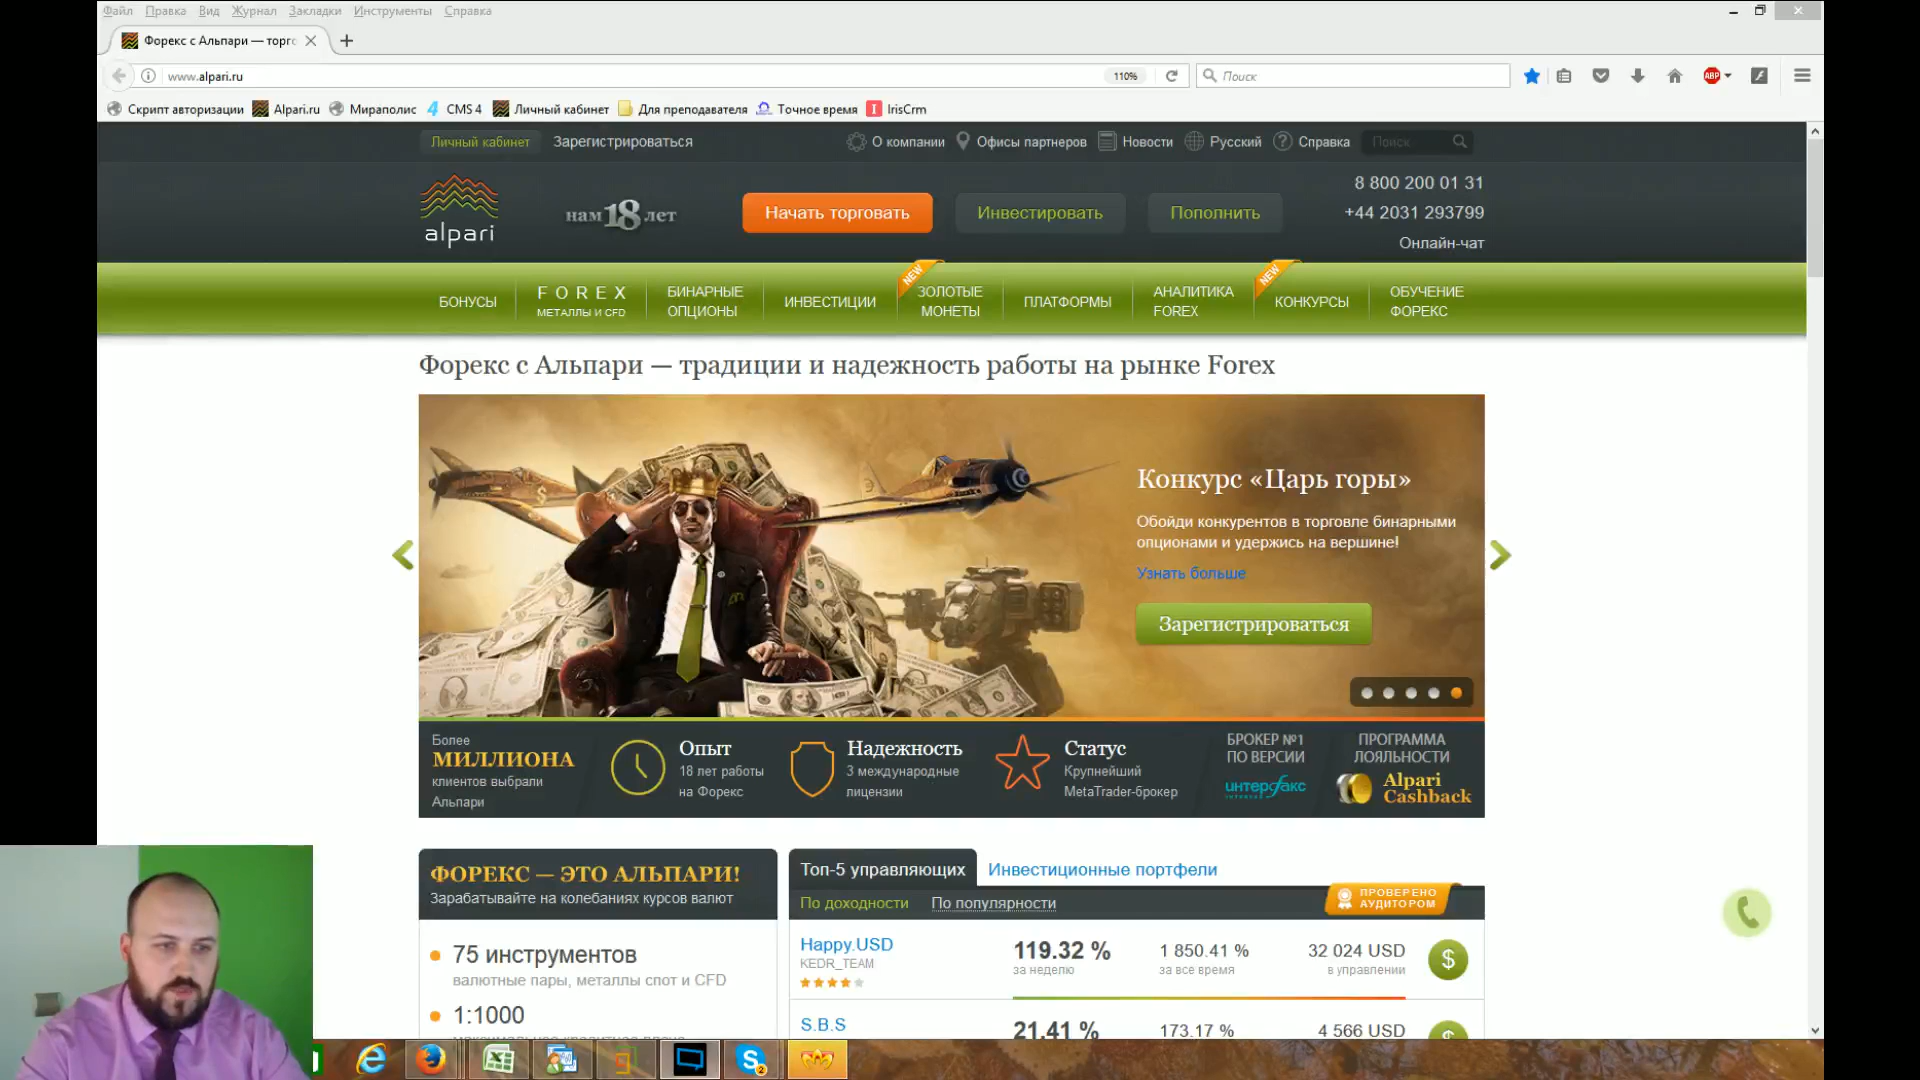 Файл Правка Вид Журнал Закладки Инструменты Справка
Форекс с Альпари — торго
www.alpari.ru 110% Поиск ABP
Скрипт авторизации Alpari.ru Мираполис CMS 4 Личный кабинет Для преподавателя Точное время IrisCrm
Личный кабинет Зарегистрироваться О компании Офисы партнеров Новости Русский Справка Поиск
alpari
нам 18 лет
Начать торговать Инвестировать Пополнить
8 800 200 01 31
+44 2031 293799
Онлайн-чат
БОНУСЫ
FOREX
МЕТАЛЛЫ И CFD
БИНАРНЫЕ
ОПЦИОНЫ
ИНВЕСТИЦИИ
NEW
ЗОЛОТЫЕ
МОНЕТЫ
ПЛАТФОРМЫ
АНАЛИТИКА
FOREX
NEW
КОНКУРСЫ
ОБУЧЕНИЕ
ФОРЕКС
Форекс с Альпари — традиции и надежность работы на рынке Forex
Конкурс «Царь горы»
Обойди конкурентов в торговле бинарными
опционами и удержись на вершине!
Узнать больше
Зарегистрироваться
Более
МИЛЛИОНА
клиентов выбрали
Альпари
Опыт
18 лет работы
на Форекс
Надежность
3 международные
лицензии
Статус
Крупнейший
MetaTrader-брокер
БРОКЕР №1
ПО ВЕРСИИ
интерфакс
ПРОГРАММА
ЛОЯЛЬНОСТИ
Alpari
Cashback
ФОРЕКС — ЭТО АЛЬПАРИ!
Зарабатывайте на колебаниях курсов валют
75 инструментов
валютные пары, металлы спот и CFD
1:1000
Топ-5 управляющих Инвестиционные портфели
По доходности По популярности
ПРОВЕРЕНО
АУДИТОРОМ
Happy.USD 119.32 % 1 850.41 % 32 024 USD
KEDR_TEAM за неделю за все время в управлении
S.B.S 21.41 % 173.17 % 4 566 USD